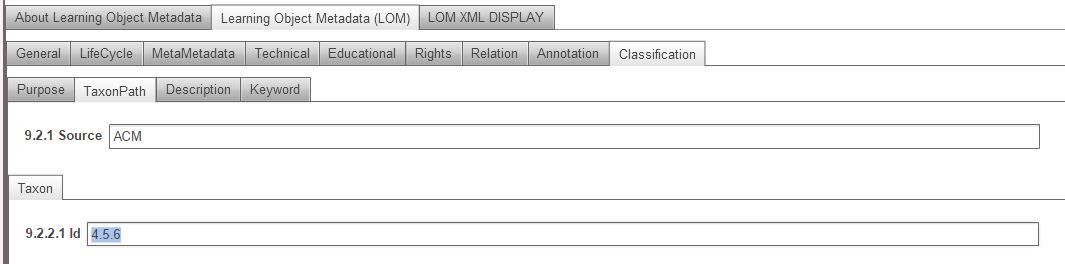 About Learning Object Metadata Learning Object Metadata (LOM) LOM XML DISPLAY
General LifeCycle MetaMetadata Technical Educational Rights Relation Annotation Classification
Purpose TaxonPath Description Keyword
9.2.1 Source ACM
Taxon
9.2.2.1 Id 4.5.6